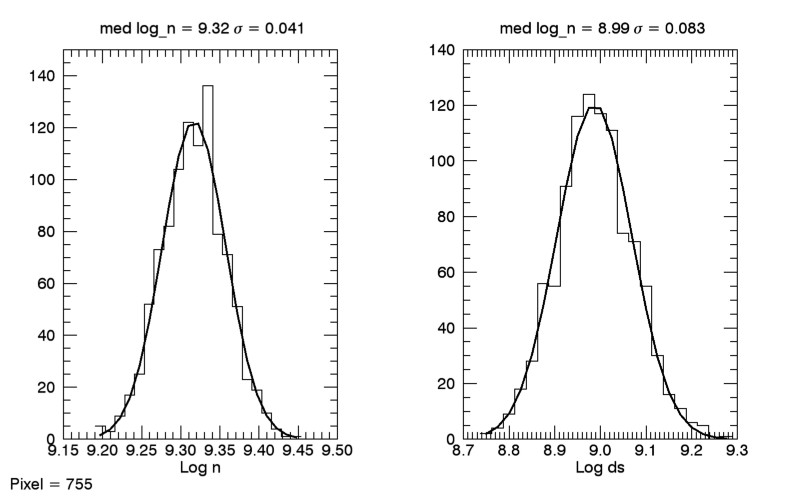 med log_n = 9.32 σ = 0.041
140
120
100
80
60
40
20
0
9.15 9.20 9.25 9.30 9.35 9.40 9.45 9.50
Log n
med log_n = 8.99 σ = 0.083
140
120
100
80
60
40
20
0
8.7 8.8 8.9 9.0 9.1 9.2 9.3
Log ds
Pixel = 755